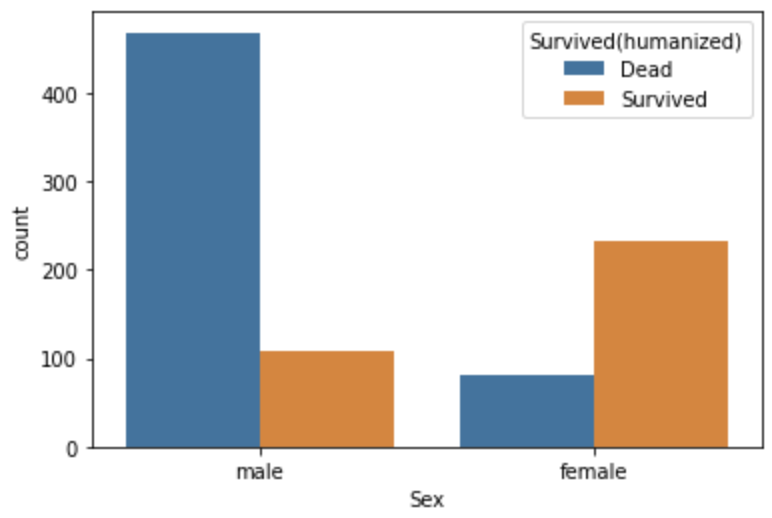 Survived(humanized)
Dead
Survived
400
300
200
100
0
count
male
female
Sex